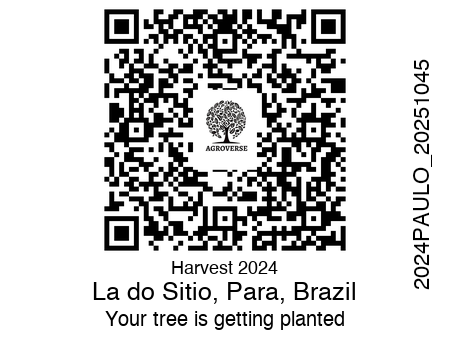 AGROVERSE
Harvest 2024
La do Sitio, Para, Brazil
Your tree is getting planted
2024PAULO_20251045